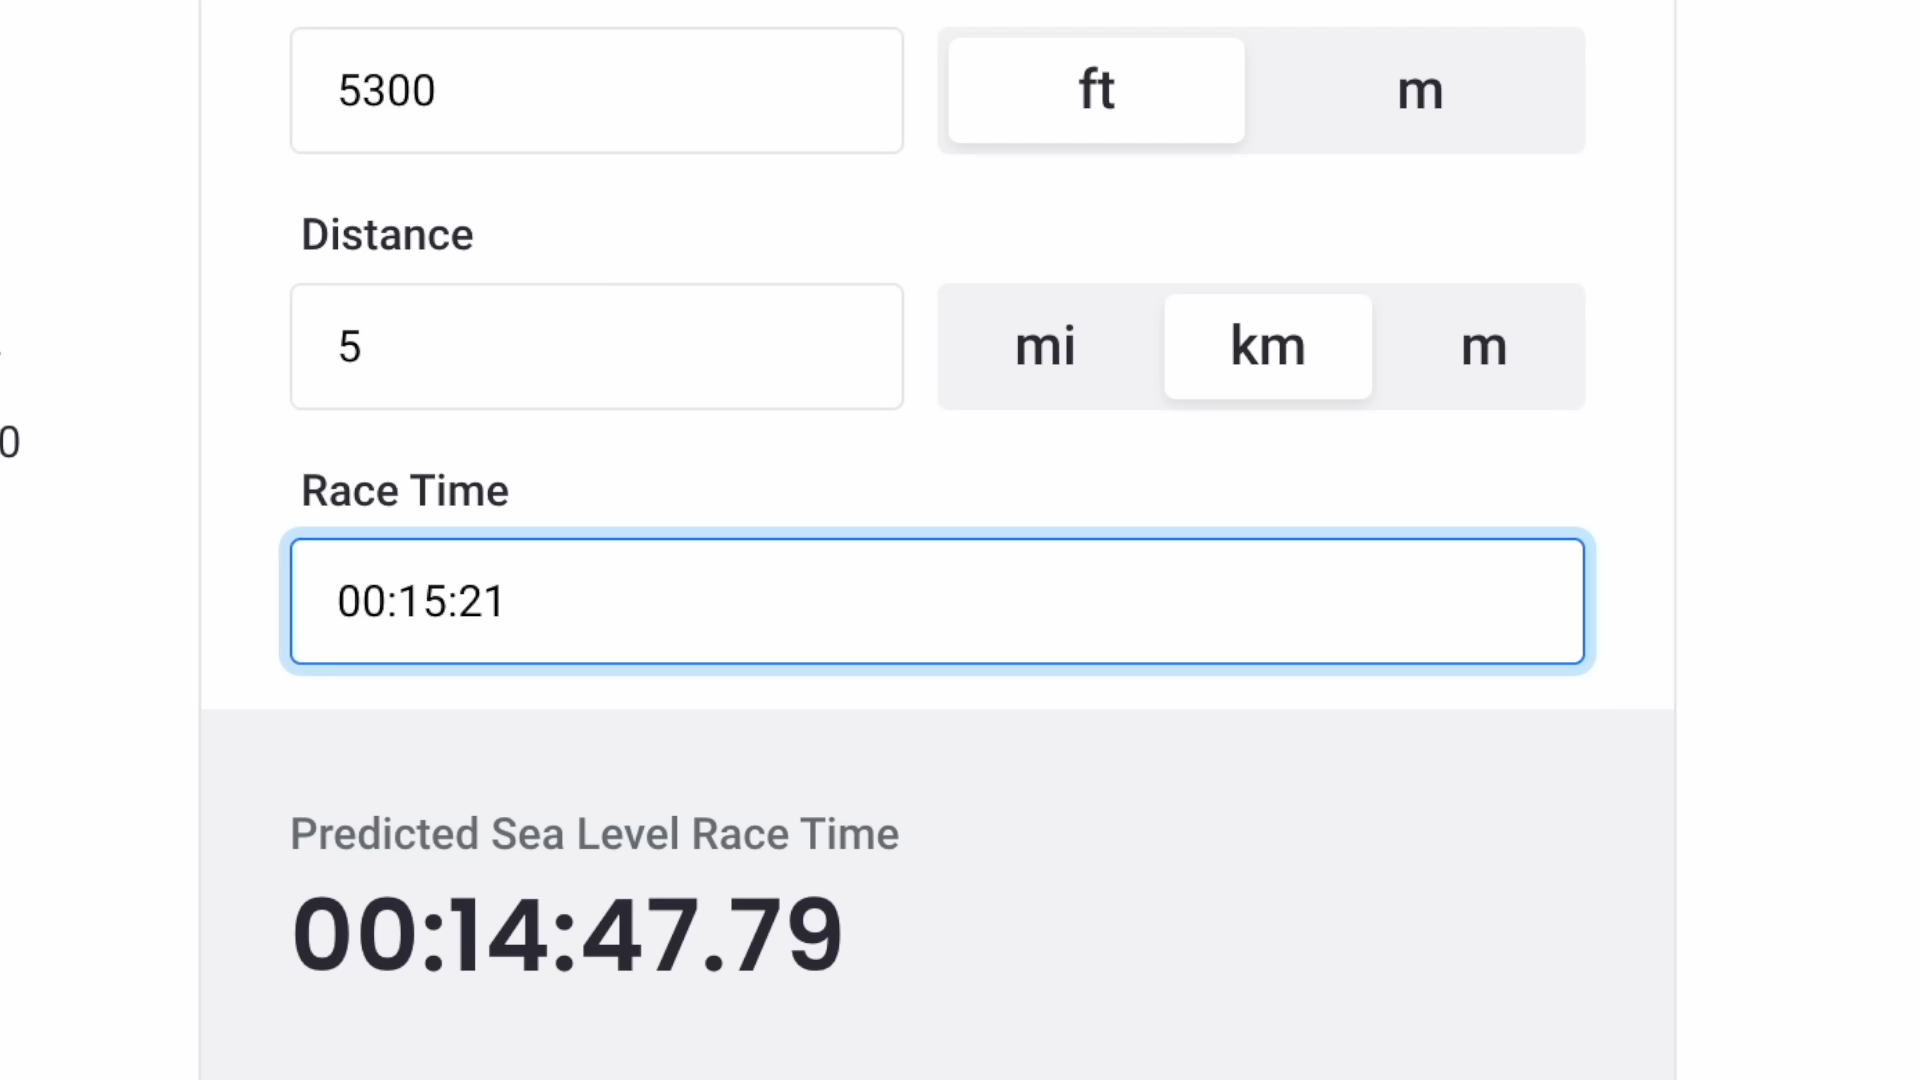 5300 ft m
Distance
5 mi km m
0
Race Time
00:15:21
Predicted Sea Level Race Time
00:14:47.79